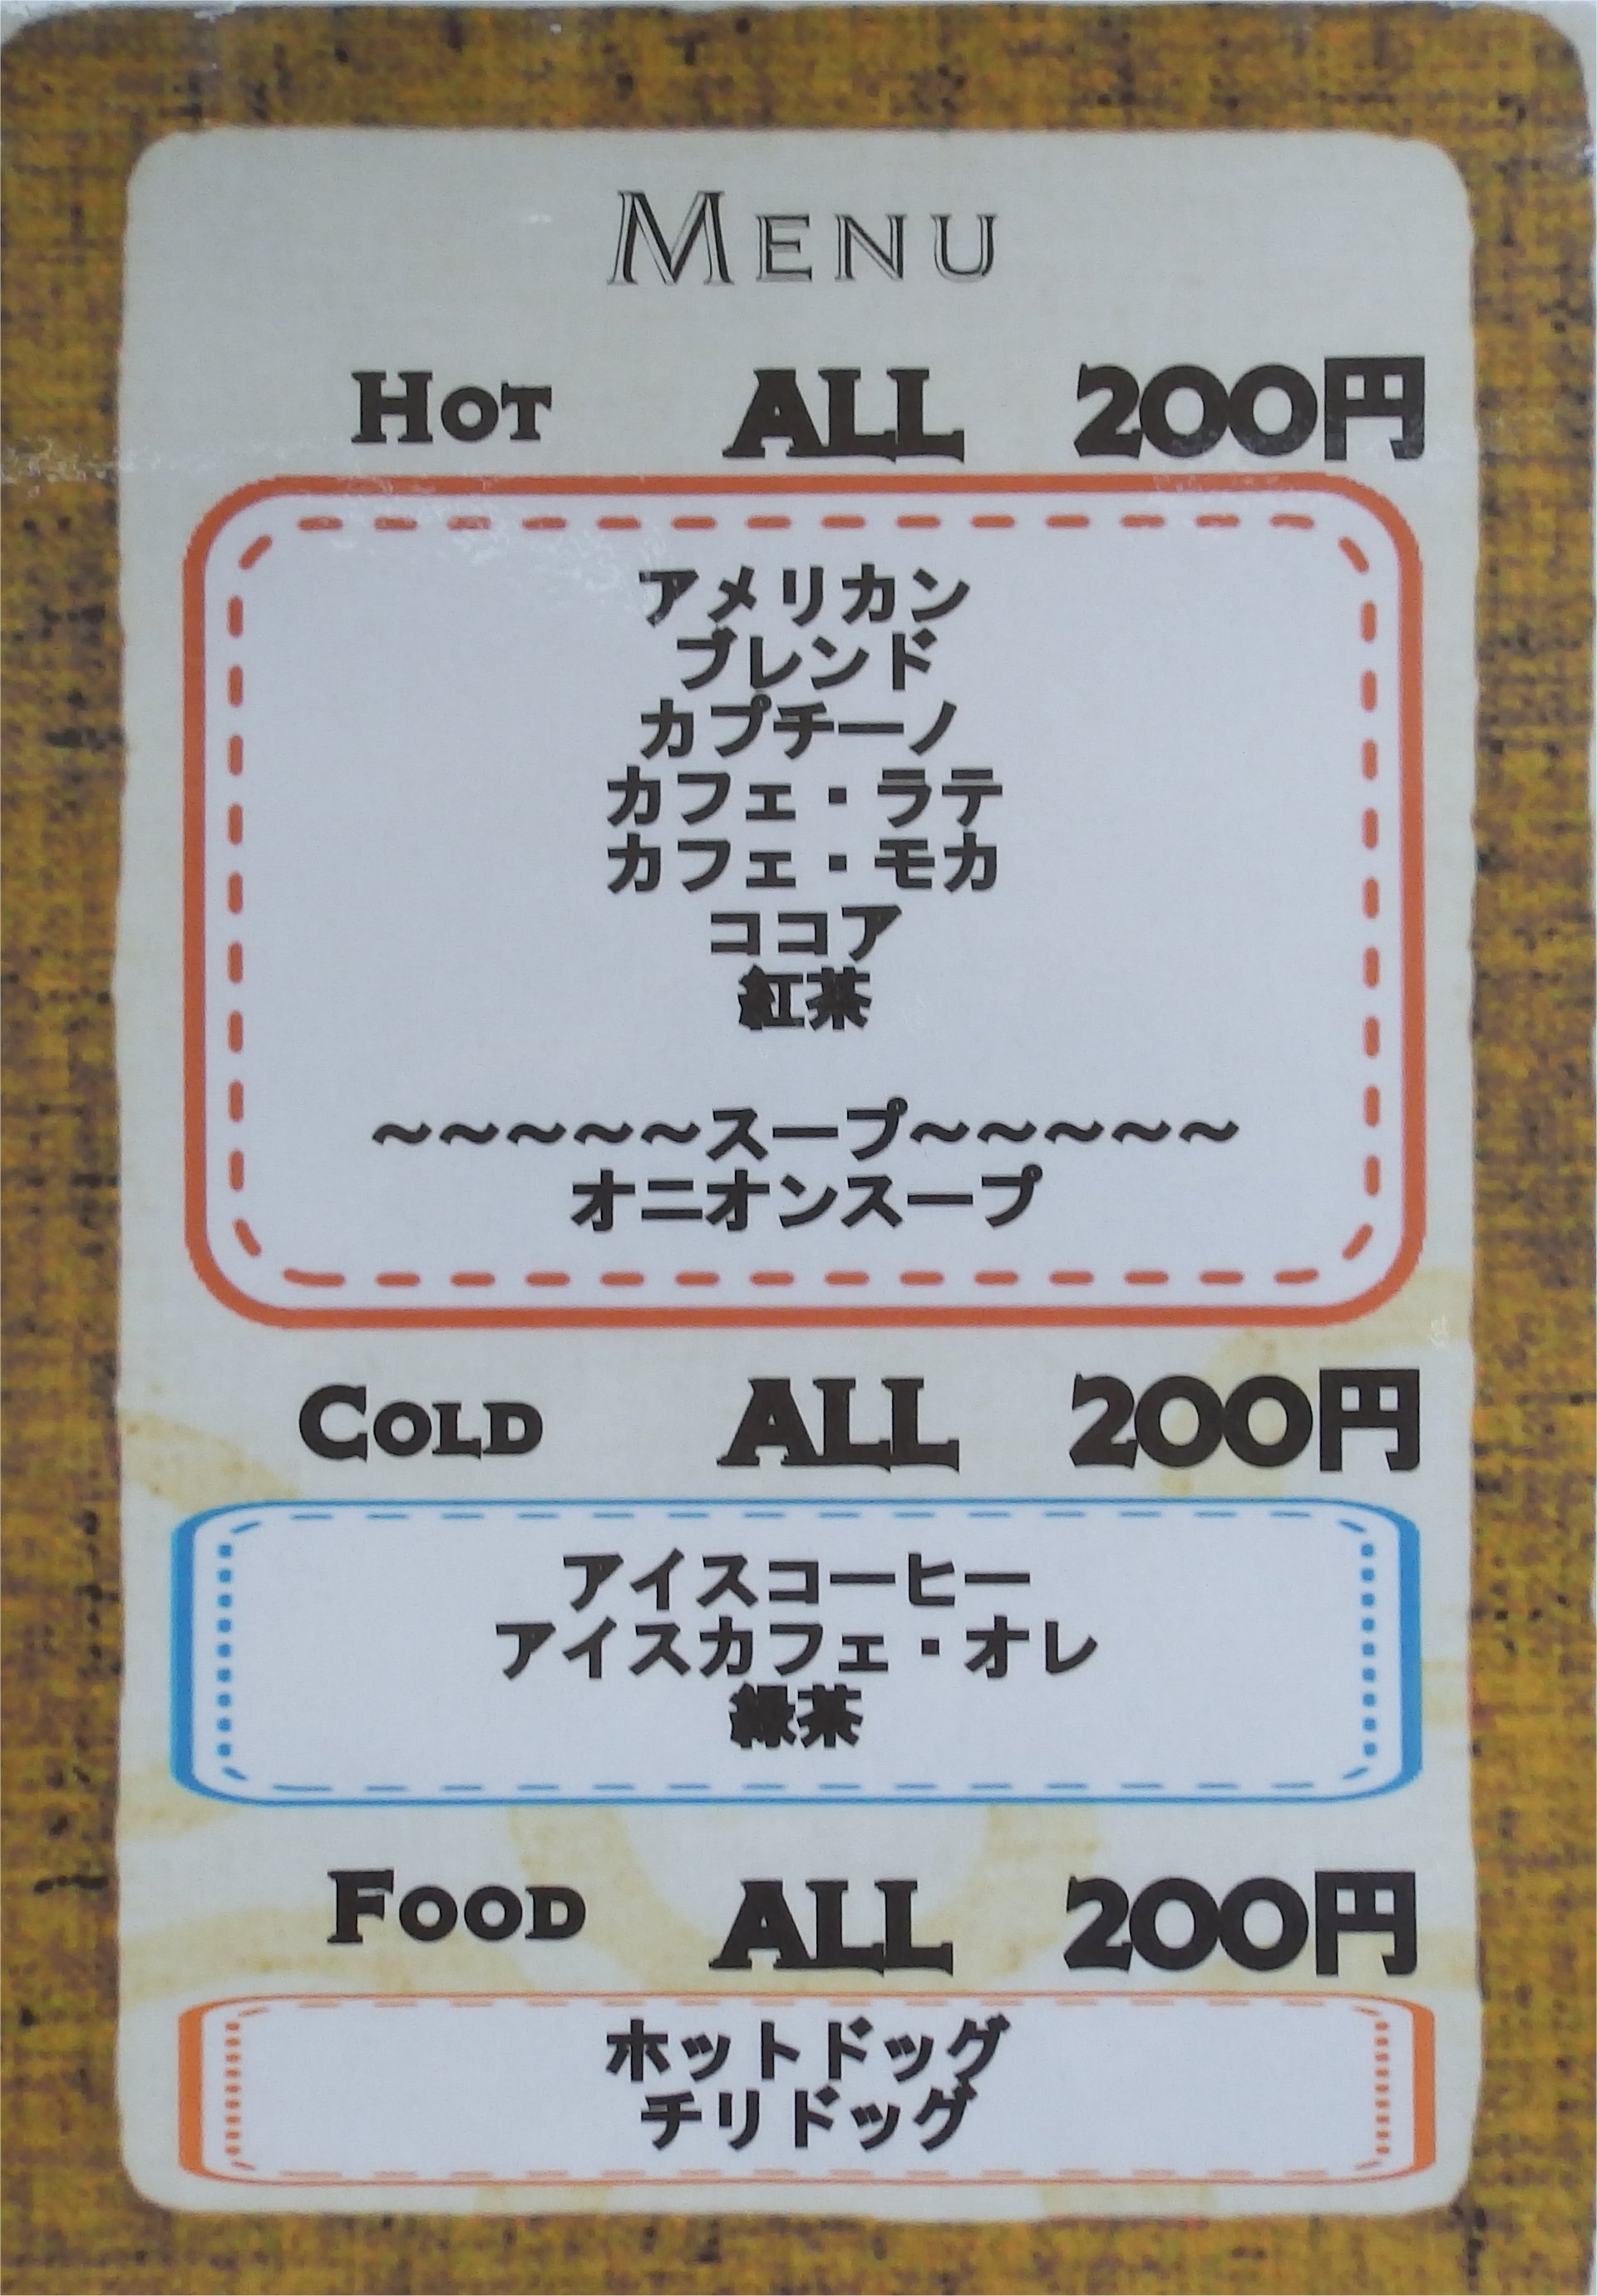 MENU
HOT ALL 200円
アメリカン
ブレンド
カプチーノ
カフェ・ラテ
カフェ・モカ
ココア
紅茶
~~~~~スープ~~~~~
オニオンスープ
COLD ALL 200円
アイスコーヒー
アイスカフェ・オレ
緑茶
FOOD ALL 200円
ホットドッグ
チリドッグ